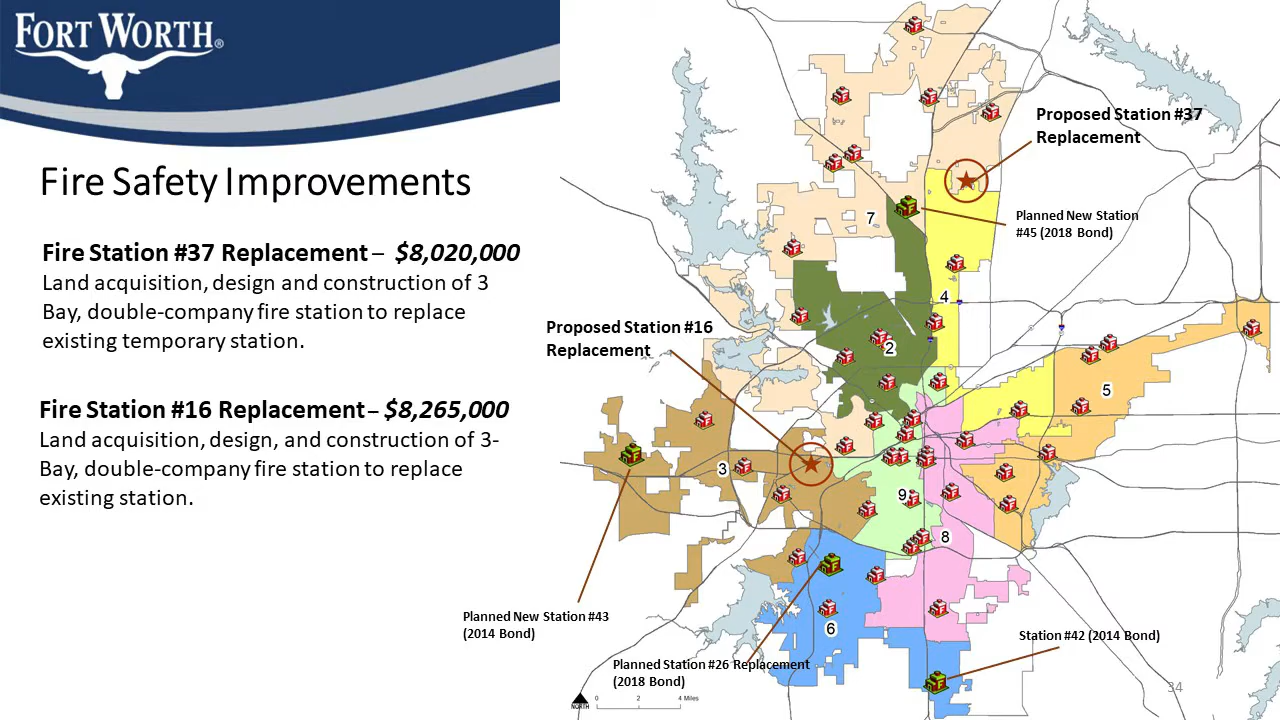 FORT WORTH®
Fire Safety Improvements
Fire Station #37 Replacement – $8,020,000
Land acquisition, design and construction of 3
Bay, double-company fire station to replace
existing temporary station.
Fire Station #16 Replacement – $8,265,000
Land acquisition, design, and construction of 3-
Bay, double-company fire station to replace
existing station.
Proposed Station #37
Replacement
Planned New Station
#45 (2018 Bond)
Proposed Station #16
Replacement
Planned New Station #43
(2014 Bond)
Planned Station #26 Replacement
(2018 Bond)
Station #42 (2014 Bond)
7
4
2
5
3
9
8
6
NORTH
0 2 4 Miles
34